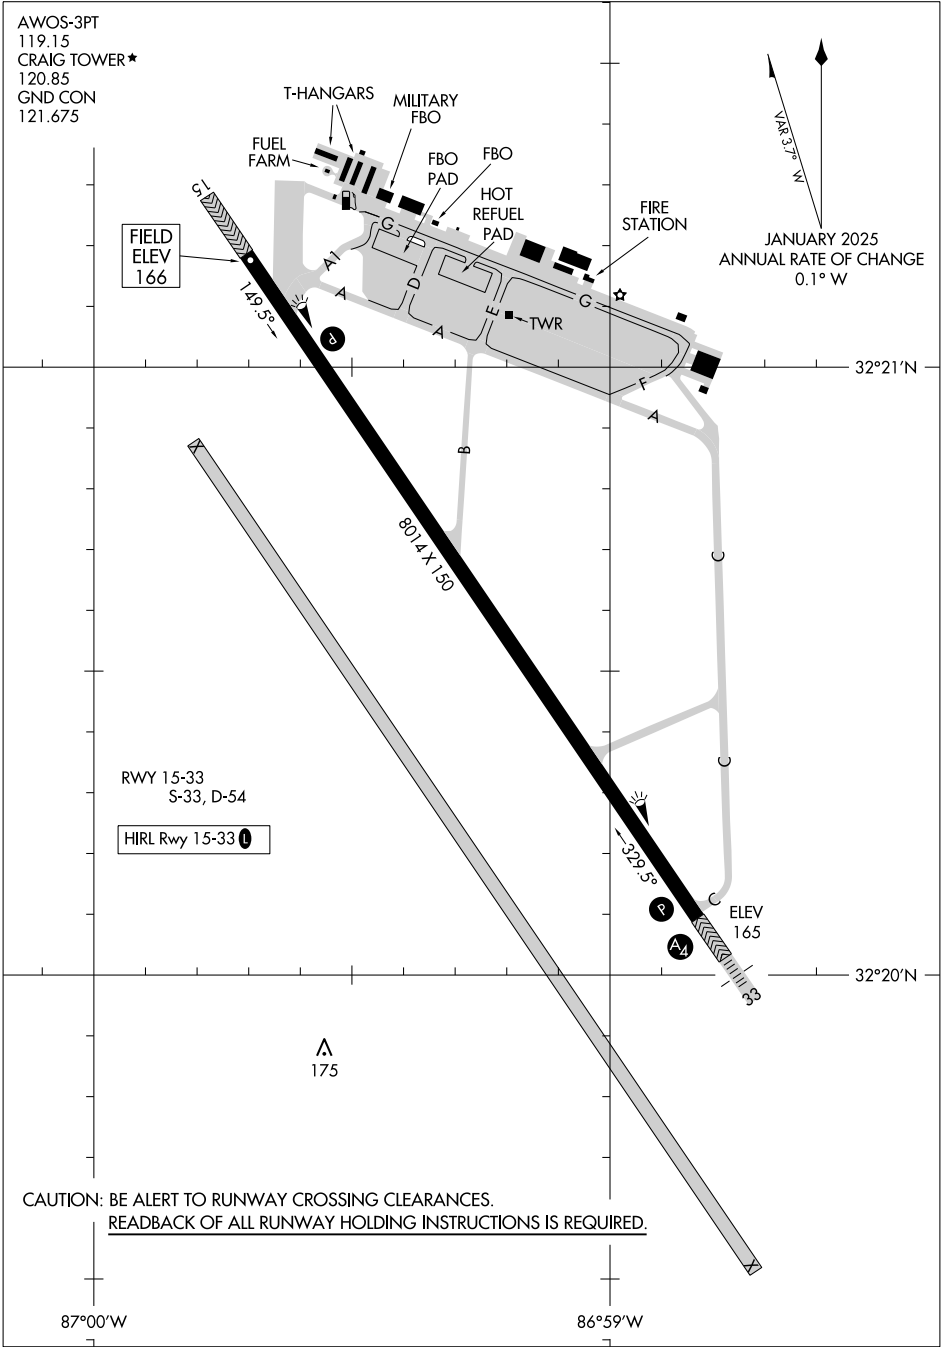 AWOS-3PT
119.15
CRAIG TOWER★
120.85
GND CON
121.675
T-HANGARS
MILITARY
FBO
FUEL
FARM
FBO
PAD
FBO
HOT
REFUEL
PAD
FIRE
STATION
VAR 3.7° W
JANUARY 2025
ANNUAL RATE OF CHANGE
0.1° W
15
FIELD
ELEV
166
149.5°
A1
G
D
A
A
E
G
TWR
P
F
A
32°21'N
B
X
8014 X 150
C
C
RWY 15-33
S-33, D-54
HIRL Rwy 15-33 L
329.5°
P
C
ELEV
165
A4
33
32°20'N
175
CAUTION: BE ALERT TO RUNWAY CROSSING CLEARANCES.
READBACK OF ALL RUNWAY HOLDING INSTRUCTIONS IS REQUIRED.
X
87°00'W
86°59'W